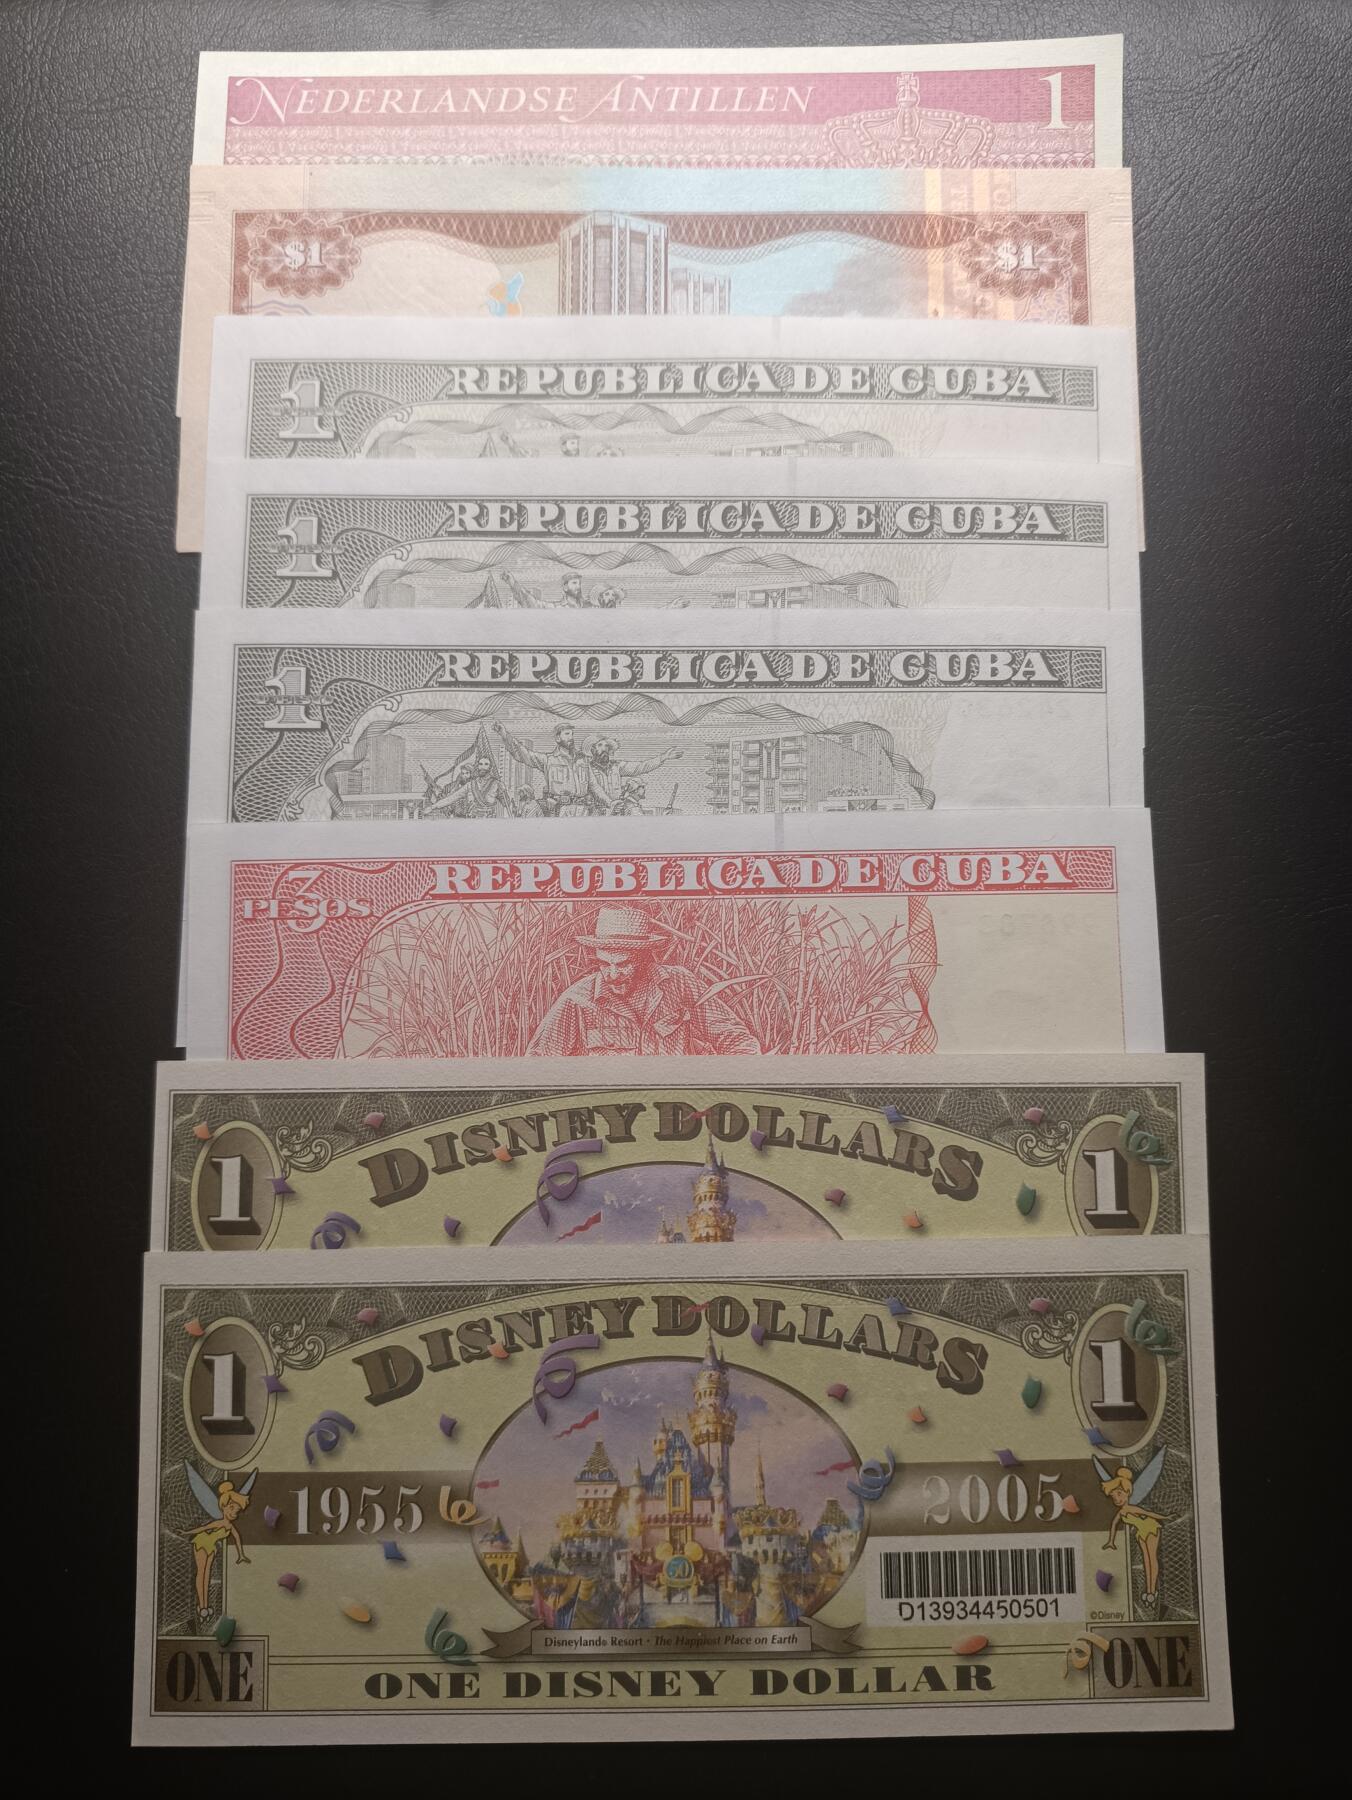 NEDERLANDSE ANTILLEN 1
$1 $1
1 REPUBLICA DE CUBA
1 REPUBLICA DE CUBA
1 REPUBLICA DE CUBA
3 PESOS REPUBLICA DE CUBA
DISNEY DOLLARS
1 1
DISNEY DOLLARS
1 1
1955 2005
50
D13934450501
©Disney
Disneyland® Resort • The Happiest Place on Earth
ONE ONE DISNEY DOLLAR ONE